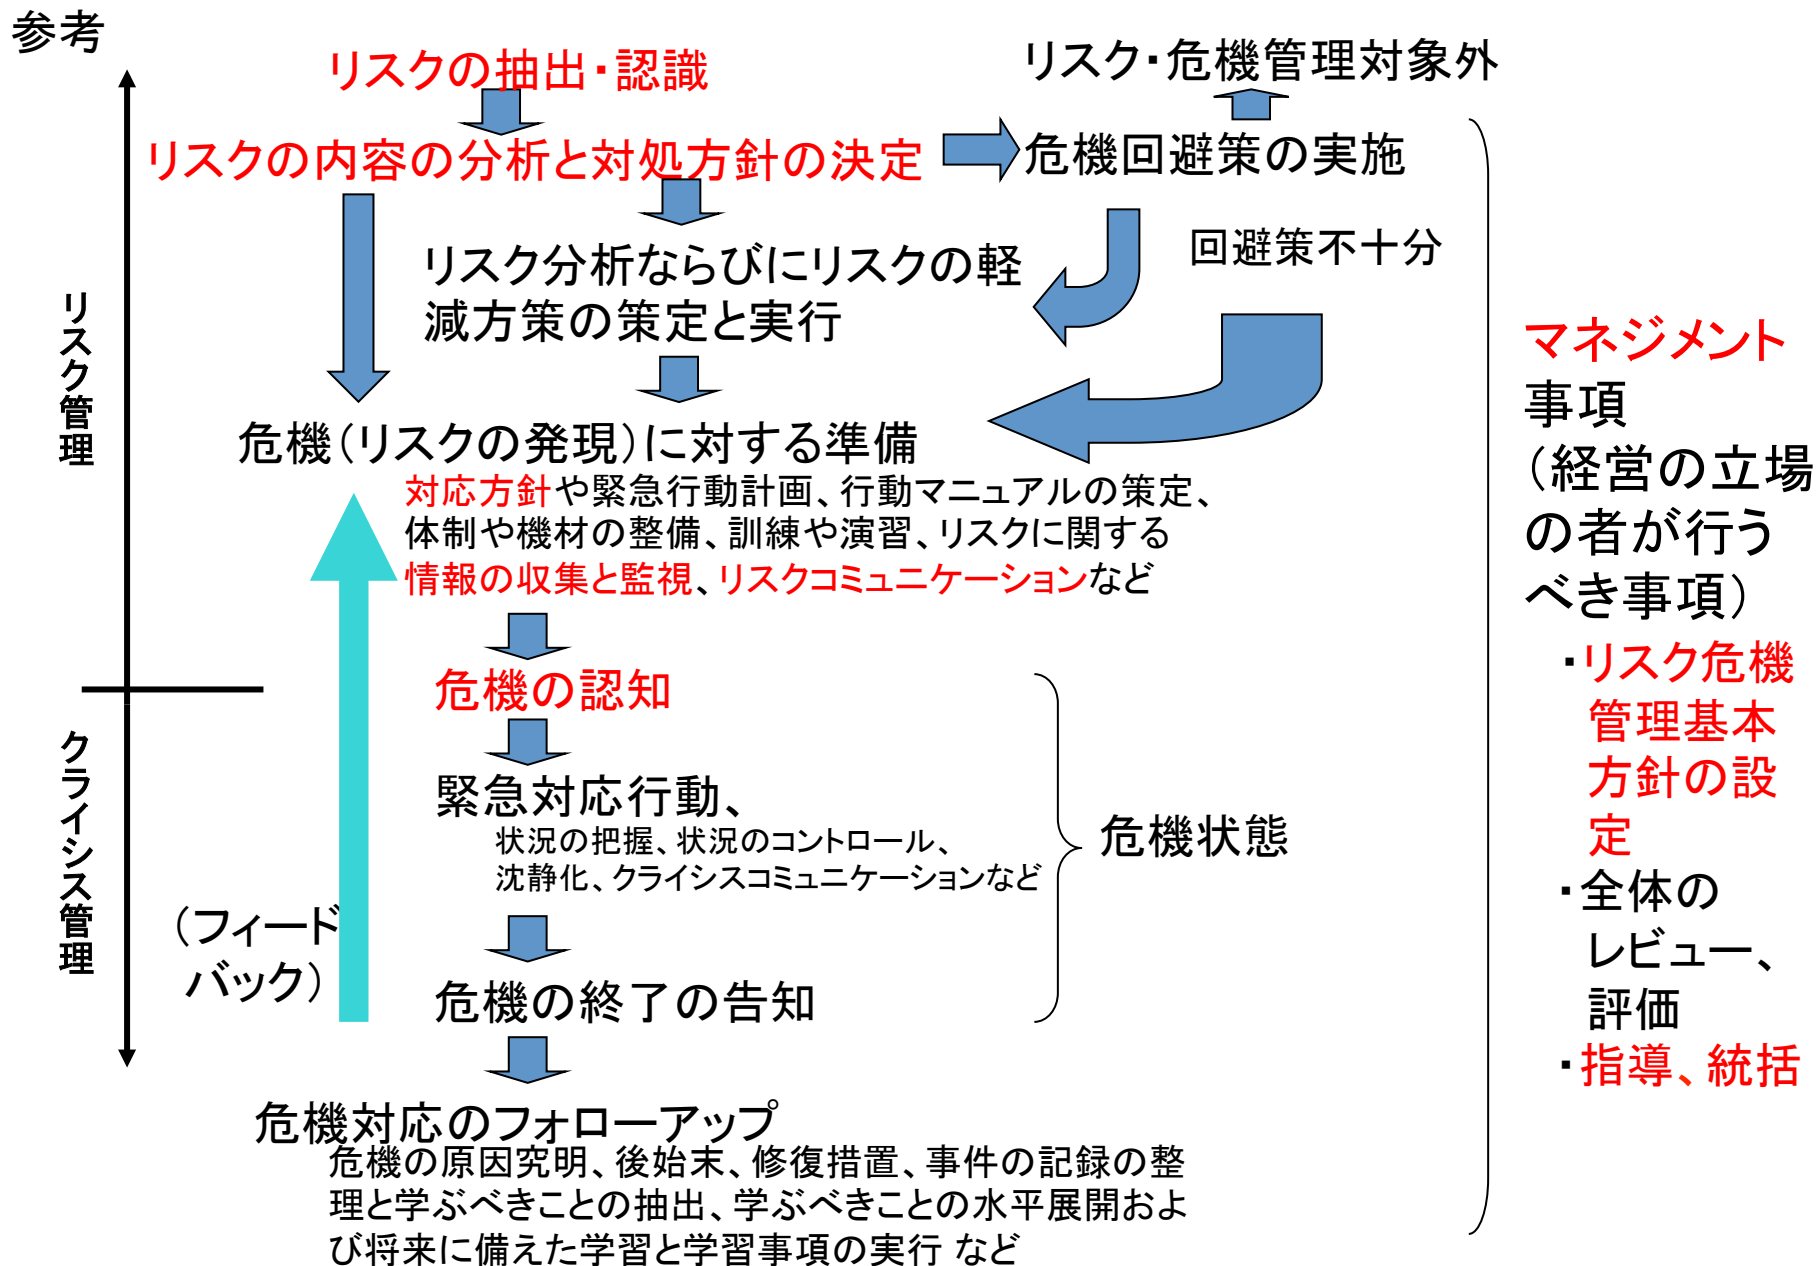 参考
リスクの抽出・認識
リスク・危機管理対象外
リスクの内容の分析と対処方針の決定
危機回避策の実施
リスク分析ならびにリスクの軽
減方策の策定と実行
回避策不十分
危機（リスクの発現）に対する準備
対応方針や緊急行動計画、行動マニュアルの策定、
体制や機材の整備、訓練や演習、リスクに関する
情報の収集と監視、リスクコミュニケーションなど
危機の認知
緊急対応行動、
状況の把握、状況のコントロール、
沈静化、クライシスコミュニケーションなど
危機の終了の告知
危機対応のフォローアップ
危機の原因究明、後始末、修復措置、事件の記録の整
理と学ぶべきことの抽出、学ぶべきことの水平展開およ
び将来に備えた学習と学習事項の実行 など
リスク管理
クライシス管理
（フィード
バック）
危機状態
マネジメント
事項
（経営の立場
の者が行う
べき事項）
・リスク危機
管理基本
方針の設
定
・全体の
レビュー、
評価
・指導、統括